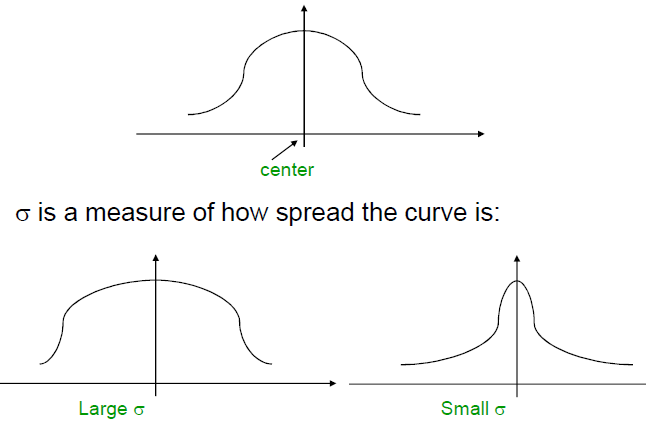 center
σ is a measure of how spread the curve is:
Large σ
Small σ